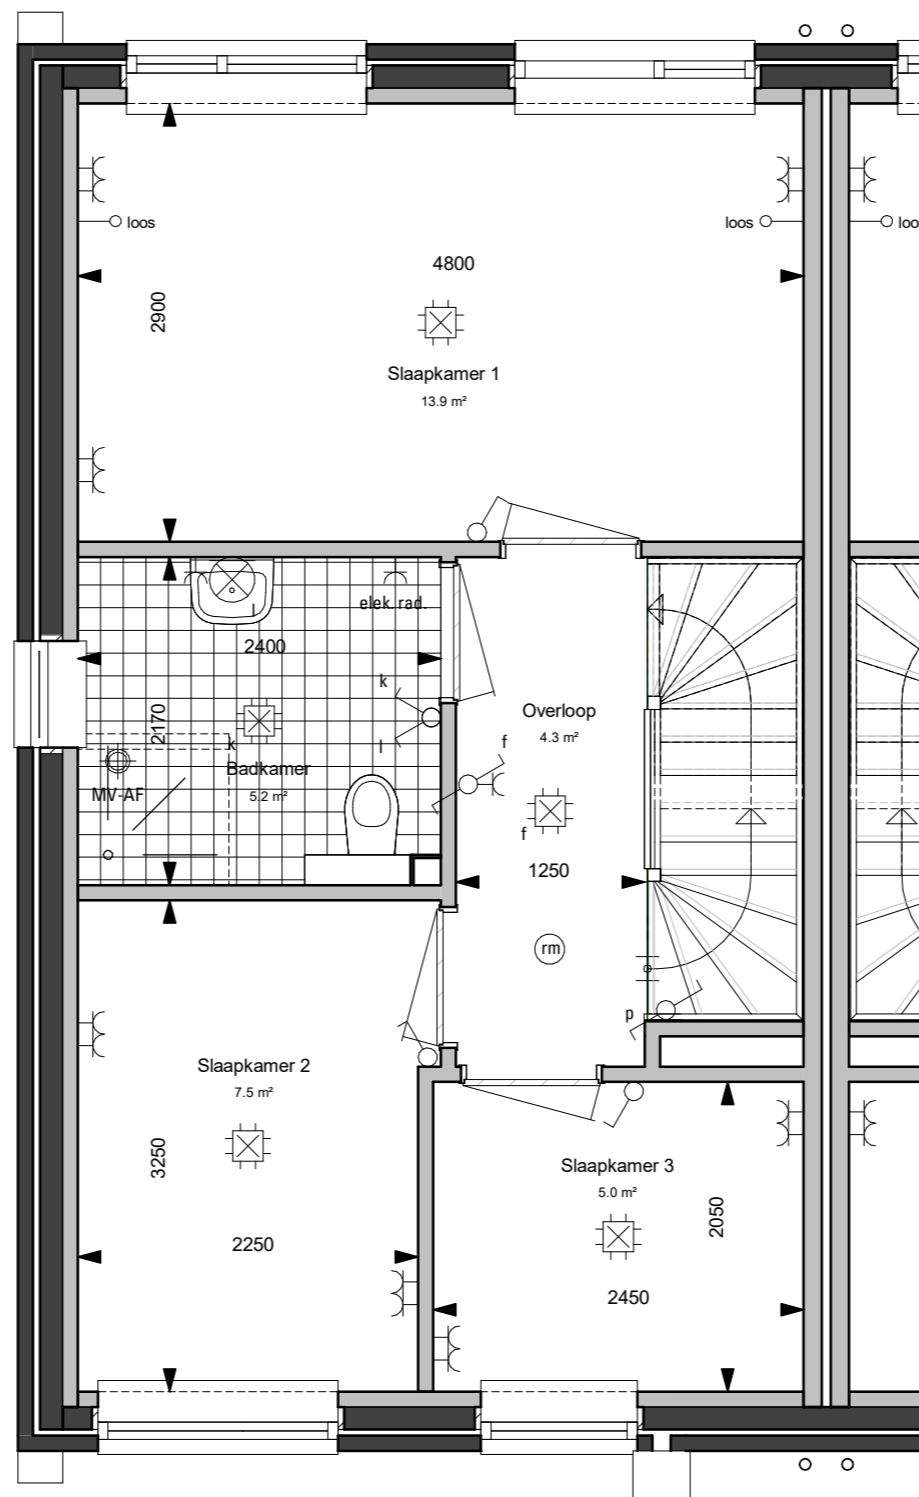 loos
loos
loos
4800
2900
Slaapkamer 1
13.9 m²
elek. rad.
2400
k
2170
l
k
Badkamer
5.2 m²
MV-AF
Overloop
4.3 m²
f
f
1250
rm
p
Slaapkamer 2
7.5 m²
3250
2250
Slaapkamer 3
5.0 m²
2050
2450